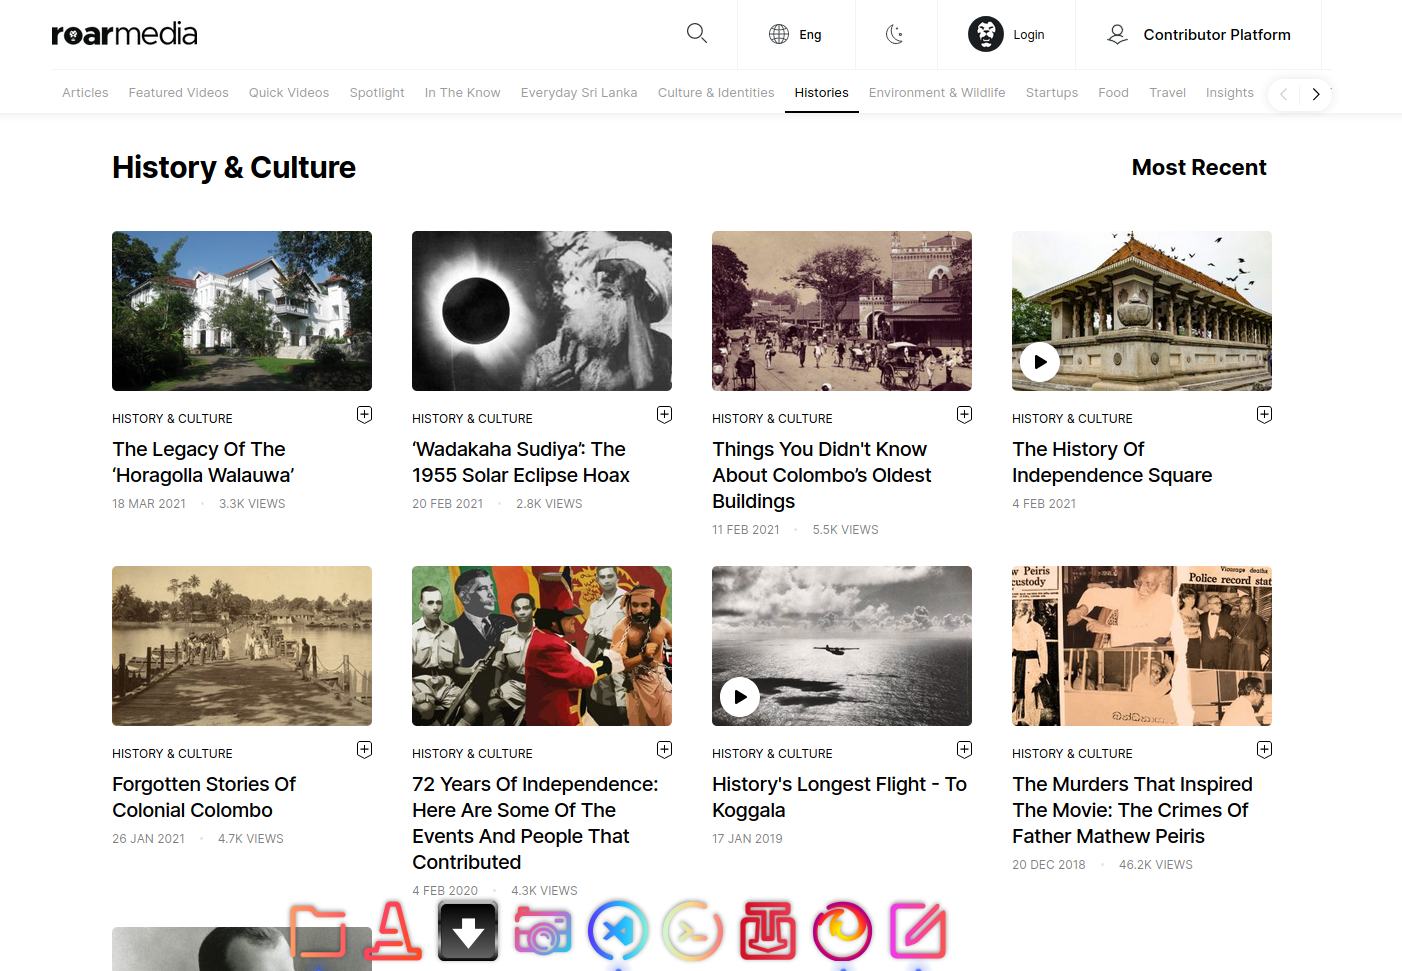 roarmedia
Eng
Login
Contributor Platform
Articles Featured Videos Quick Videos Spotlight In The Know Everyday Sri Lanka Culture & Identities Histories Environment & Wildlife Startups Food Travel Insights
History & Culture
Most Recent
HISTORY & CULTURE
The Legacy Of The
‘Horagolla Walauwa’
18 MAR 2021 • 3.3K VIEWS
HISTORY & CULTURE
‘Wadakaha Sudiya’: The
1955 Solar Eclipse Hoax
20 FEB 2021 • 2.8K VIEWS
HISTORY & CULTURE
Things You Didn't Know
About Colombo’s Oldest
Buildings
11 FEB 2021 • 5.5K VIEWS
HISTORY & CULTURE
The History Of
Independence Square
4 FEB 2021
w Peiris
custody
Vicarage deaths
Police record stat
HISTORY & CULTURE
Forgotten Stories Of
Colonial Colombo
26 JAN 2021 • 4.7K VIEWS
HISTORY & CULTURE
72 Years Of Independence:
Here Are Some Of The
Events And People That
Contributed
4 FEB 2020 • 4.3K VIEWS
HISTORY & CULTURE
History's Longest Flight - To
Koggala
17 JAN 2019
HISTORY & CULTURE
The Murders That Inspired
The Movie: The Crimes Of
Father Mathew Peiris
20 DEC 2018 • 46.2K VIEWS